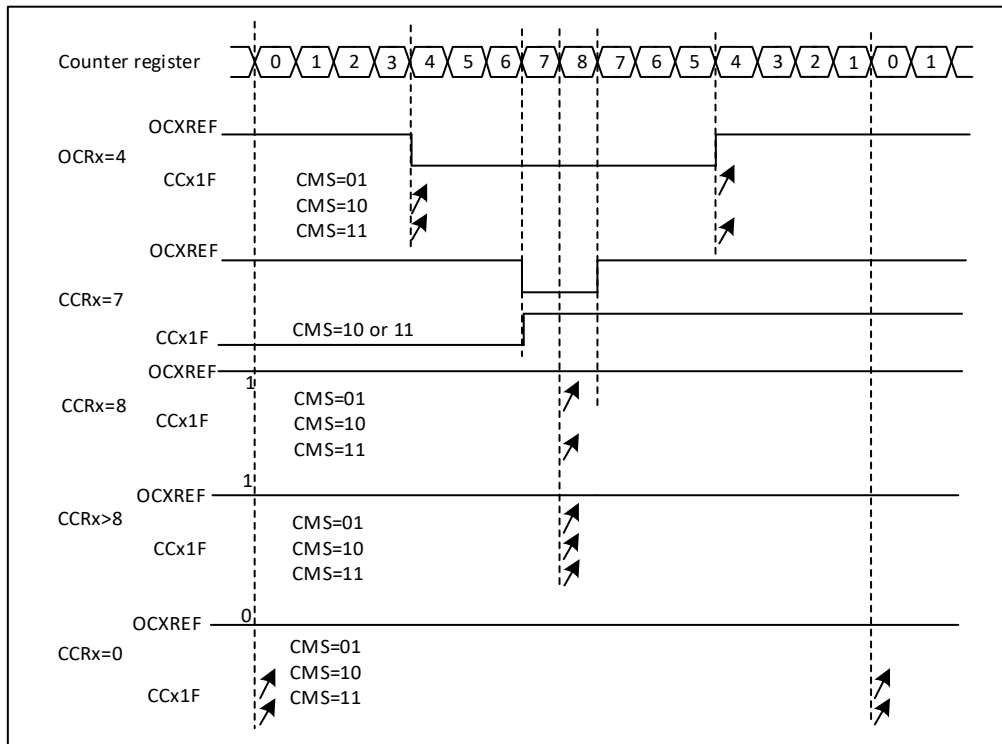 Counter register 0 1 2 3 4 5 6 7 8 7 6 5 4 3 2 1 0 1
OCXREF
OCRx=4
CCx1F CMS=01
CMS=10
CMS=11
OCXREF
CCRx=7
CCx1F CMS=10 or 11
OCXREF
1
CCRx=8 CMS=01
CCx1F CMS=10
CMS=11
OCXREF 1
CCRx>8 CMS=01
CCx1F CMS=10
CMS=11
OCXREF 0
CCRx=0 CMS=01
CMS=10
CCx1F CMS=11